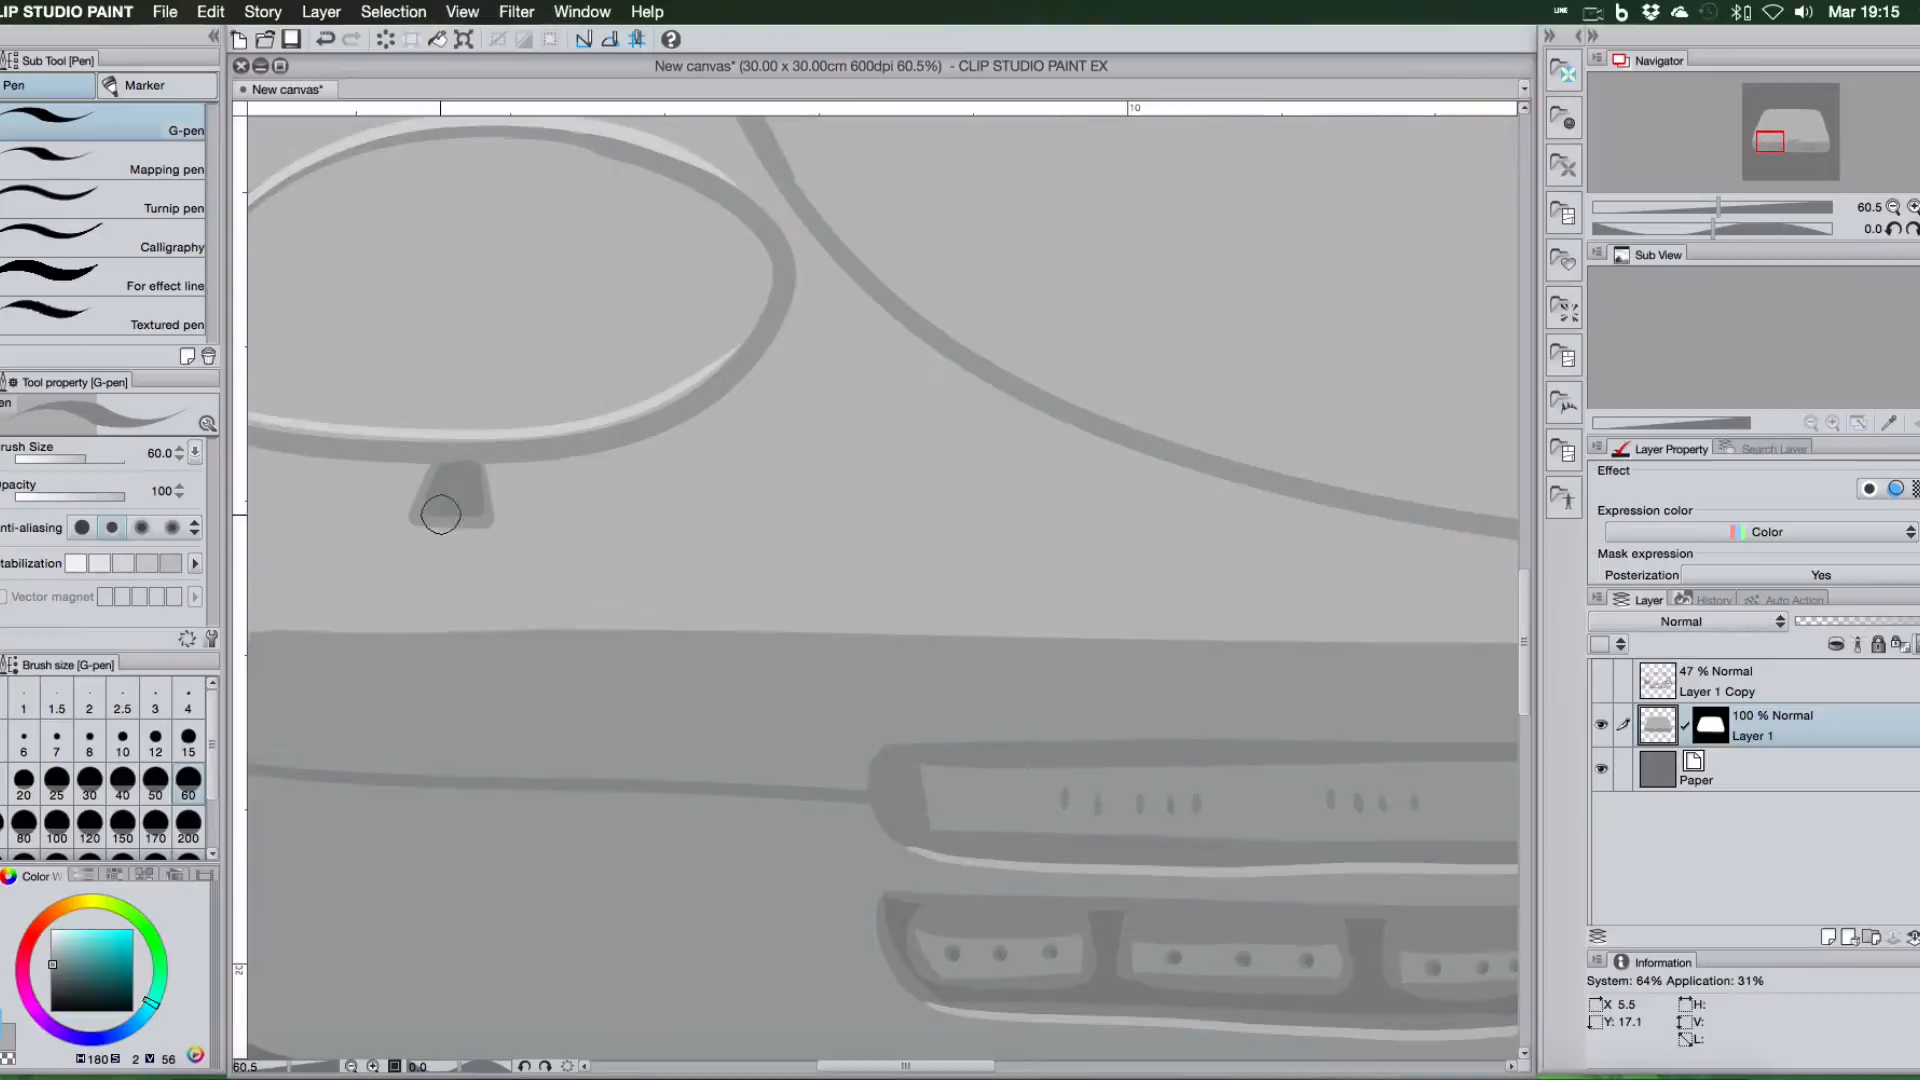 CLIP STUDIO PAINT File Edit Story Layer Selection View Filter Window Help LINE Mar 19:15
Sub Tool [Pen]
Pen Marker
G-pen
Mapping pen
Turnip pen
Calligraphy
For effect line
Textured pen
Tool property [G-pen]
en
rush Size 60.0
pacity 100
nti-aliasing
tabilization
Vector magnet
Brush size [G-pen]
1 1.5 2 2.5 3 4
6 7 8 10 12 15
20 25 30 40 50 60
80 100 120 150 170 200
Color W
H180S 2 V 56
New canvas* (30.00 x 30.00cm 600dpi 60.5%) - CLIP STUDIO PAINT EX
New canvas*
10
20
60.5 0.0
Navigator
60.5
0.0
Sub View
Layer Property Search Layer
Effect
Expression color
Color
Mask expression
Posterization Yes
Layer History Auto Action
Normal
47 % Normal
Layer 1 Copy
100 % Normal
Layer 1
Paper
Information
System: 64% Application: 31%
X 5.5 H:
Y: 17.1 V:
L: